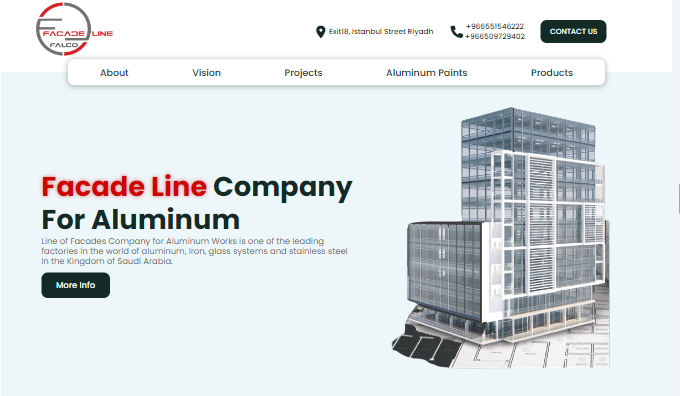 FACADE LINE
FALCO
Exit18, Istanbul Street Riyadh
+966551546222
+966509729402
CONTACT US
About
Vision
Projects
Aluminum Paints
Products
Facade Line Company
For Aluminum
Line of Facades Company for Aluminum Works is one of the leading
factories in the world of aluminum, Iron, glass systems and stainless steel
In the Kingdom of Saudi Arabia.
More Info